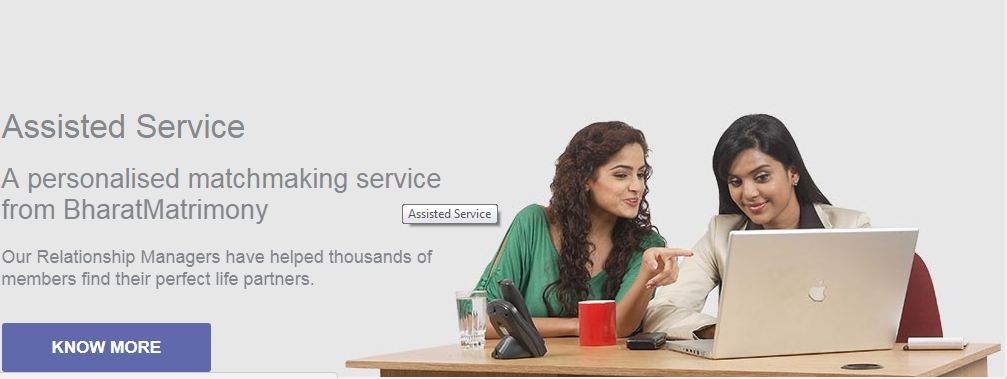 Assisted Service
A personalised matchmaking service
from BharatMatrimony
Assisted Service
Our Relationship Managers have helped thousands of
members find their perfect life partners.
KNOW MORE